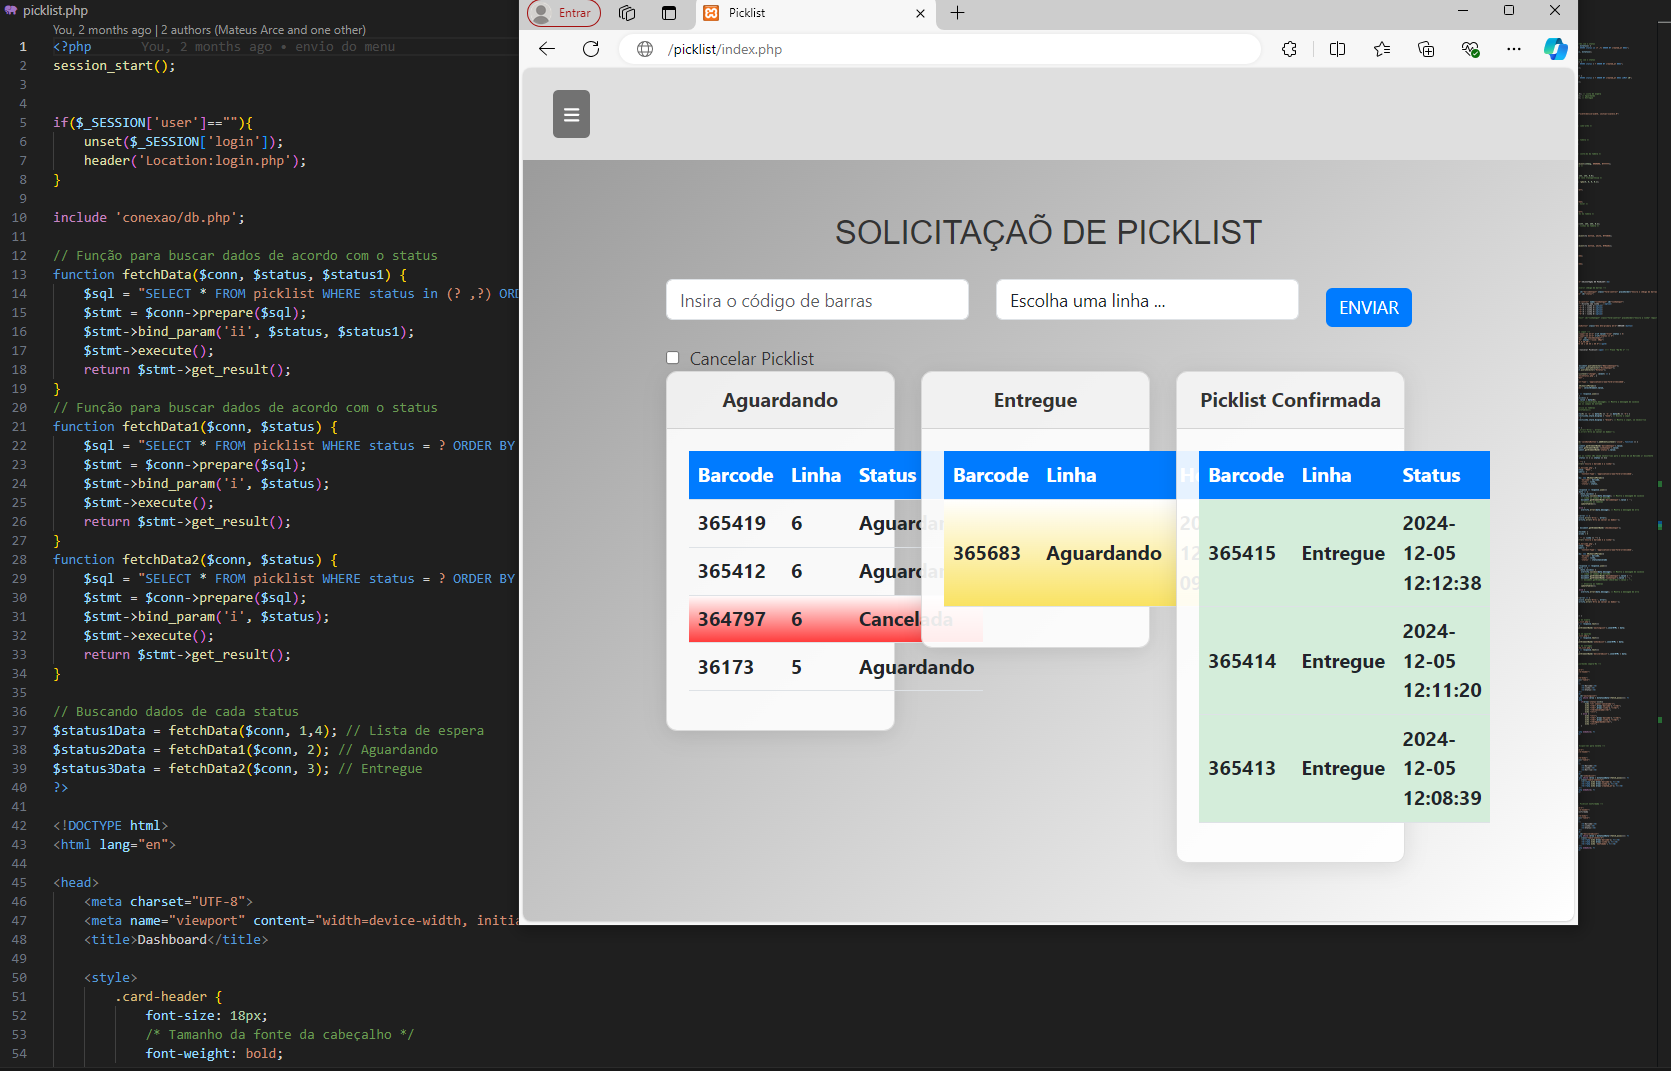 picklist.php
You, 2 months ago | 2 authors (Mateus Arce and one other)
1 <?php You, 2 months ago • envio do menu
2 session_start();
3
4
5 if($_SESSION['user']==""){
6 unset($_SESSION['login']);
7 header('Location:login.php');
8 }
9
10 include 'conexao/db.php';
11
12 // Função para buscar dados de acordo com o status
13 function fetchData($conn, $status, $status1) {
14 $sql = "SELECT * FROM picklist WHERE status in (? ,?) ORD
15 $stmt = $conn->prepare($sql);
16 $stmt->bind_param('ii', $status, $status1);
17 $stmt->execute();
18 return $stmt->get_result();
19 }
20 // Função para buscar dados de acordo com o status
21 function fetchData1($conn, $status) {
22 $sql = "SELECT * FROM picklist WHERE status = ? ORDER BY
23 $stmt = $conn->prepare($sql);
24 $stmt->bind_param('i', $status);
25 $stmt->execute();
26 return $stmt->get_result();
27 }
28 function fetchData2($conn, $status) {
29 $sql = "SELECT * FROM picklist WHERE status = ? ORDER BY
30 $stmt = $conn->prepare($sql);
31 $stmt->bind_param('i', $status);
32 $stmt->execute();
33 return $stmt->get_result();
34 }
35
36 // Buscando dados de cada status
37 $status1Data = fetchData($conn, 1,4); // Lista de espera
38 $status2Data = fetchData1($conn, 2); // Aguardando
39 $status3Data = fetchData2($conn, 3); // Entregue
40 ?>
41
42 <!DOCTYPE html>
43 <html lang="en">
44
45 <head>
46 <meta charset="UTF-8">
47 <meta name="viewport" content="width=device-width, initia
48 <title>Dashboard</title>
49
50 <style>
51 .card-header {
52 font-size: 18px;
53 /* Tamanho da fonte da cabeçalho */
54 font-weight: bold;
Entrar
Picklist
/picklist/index.php
SOLICITAÇAÕ DE PICKLIST
Insira o código de barras
Escolha uma linha ...
ENVIAR
Cancelar Picklist
Aguardando
Barcode Linha Status
365419 6 Aguardan
365412 6 Aguardan
364797 6 Cancelada
36173 5 Aguardando
Entregue
Barcode Linha
365683 Aguardando
Picklist Confirmada
Barcode Linha Status
365415 Entregue 2024-
12-05
12:12:38
365414 Entregue 2024-
12-05
12:11:20
365413 Entregue 2024-
12-05
12:08:39